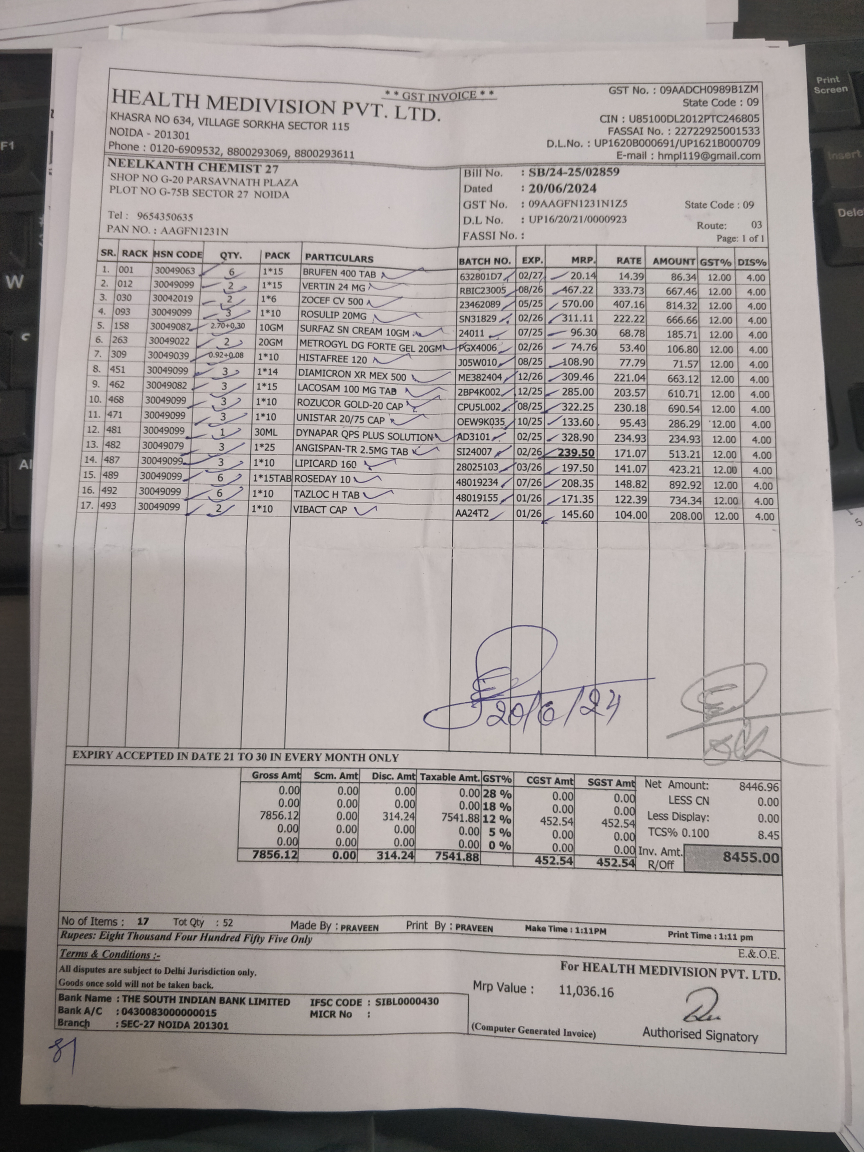 ** GST INVOICE **
HEALTH MEDIVISION PVT. LTD.
KHASRA NO 634, VILLAGE SORKHA SECTOR 115
NOIDA - 201301
Phone : 0120-6909532, 8800293069, 8800293611
GST No. : 09AADCH0989B1ZM
State Code : 09
CIN : U85100DL2012PTC246805
FASSAI No. : 22722925001533
D.L.No. : UP1620B000691/UP1621B000709
E-mail : hmpl119@gmail.com
NEELKANTH CHEMIST 27
SHOP NO G-20 PARSAVNATH PLAZA
PLOT NO G-75B SECTOR 27 NOIDA
Tel : 9654350635
PAN NO. : AAGFN1231N
Bill No. : SB/24-25/02859
Dated : 20/06/2024
GST No. : 09AAGFN1231N1Z5 State Code : 09
D.L No. : UP16/20/21/0000923
Route: 03
FASSI No. :
Page: 1 of 1
SR. RACK HSN CODE QTY. PACK PARTICULARS BATCH NO. EXP. MRP. RATE AMOUNT GST% DIS%
1. 001 30049063 6 1*15 BRUFEN 400 TAB 632801D7 02/27 20.14 14.39 86.34 12.00 4.00
2. 012 30049099 2 1*15 VERTIN 24 MG RBIC23005 08/26 467.22 333.73 667.46 12.00 4.00
3. 030 30042019 2 1*6 ZOCEF CV 500 23462089 05/25 570.00 407.16 814.32 12.00 4.00
4. 093 30049099 3 1*10 ROSULIP 20MG SN31829 02/26 311.11 222.22 666.66 12.00 4.00
5. 158 30049087 2.70+0.30 10GM SURFAZ SN CREAM 10GM 24011 07/25 96.30 68.78 185.71 12.00 4.00
6. 263 30049022 2 20GM METROGYL DG FORTE GEL 20GM PGX4006 02/26 74.76 53.40 106.80 12.00 4.00
7. 309 30049039 0.92+0.08 1*10 HISTAFREE 120 J05W010 08/25 108.90 77.79 71.57 12.00 4.00
8. 451 30049099 3 1*14 DIAMICRON XR MEX 500 ME382404 12/26 309.46 221.04 663.12 12.00 4.00
9. 462 30049082 3 1*15 LACOSAM 100 MG TAB 2BP4K002 12/25 285.00 203.57 610.71 12.00 4.00
10. 468 30049099 3 1*10 ROZUCOR GOLD-20 CAP CPU5L002 08/25 322.25 230.18 690.54 12.00 4.00
11. 471 30049099 3 1*10 UNISTAR 20/75 CAP OEW9K035 10/25 133.60 95.43 286.29 12.00 4.00
12. 481 30049099 1 30ML DYNAPAR QPS PLUS SOLUTION AD3101 02/25 328.90 234.93 234.93 12.00 4.00
13. 482 30049079 3 1*25 ANGISPAN-TR 2.5MG TAB SI24007 02/26 239.50 171.07 513.21 12.00 4.00
14. 487 30049099 3 1*10 LIPICARD 160 28025103 03/26 197.50 141.07 423.21 12.00 4.00
15. 489 30049099 6 1*15TAB ROSEDAY 10 48019234 07/26 208.35 148.82 892.92 12.00 4.00
16. 492 30049099 6 1*10 TAZLOC H TAB 48019155 01/26 171.35 122.39 734.34 12.00 4.00
17. 493 30049099 2 1*10 VIBACT CAP AA24T2 01/26 145.60 104.00 208.00 12.00 4.00
20/6/24
EXPIRY ACCEPTED IN DATE 21 TO 30 IN EVERY MONTH ONLY
Gross Amt Scm. Amt Disc. Amt Taxable Amt. GST% CGST Amt SGST Amt
0.00 0.00 0.00 0.00 28 % 0.00 0.00
0.00 0.00 0.00 0.00 18 % 0.00 0.00
7856.12 0.00 314.24 7541.88 12 % 452.54 452.54
0.00 0.00 0.00 0.00 5 % 0.00 0.00
0.00 0.00 0.00 0.00 0 % 0.00 0.00
7856.12 0.00 314.24 7541.88 452.54 452.54
Net Amount: 8446.96
LESS CN 0.00
Less Display: 0.00
TCS% 0.100 8.45
Inv. Amt. R/Off 8455.00
No of Items : 17 Tot Qty : 52 Made By : PRAVEEN Print By : PRAVEEN Make Time : 1:11PM Print Time : 1:11 pm
Rupees: Eight Thousand Four Hundred Fifty Five Only
E.&O.E.
Terms & Conditions :-
All disputes are subject to Delhi Jurisdiction only.
Goods once sold will not be taken back.
Bank Name : THE SOUTH INDIAN BANK LIMITED IFSC CODE : SIBL0000430
Bank A/C : 0430083000000015 MICR No :
Branch : SEC-27 NOIDA 201301
For HEALTH MEDIVISION PVT. LTD.
Mrp Value : 11,036.16
(Computer Generated Invoice)
Authorised Signatory
F1
W
Print Screen
Insert